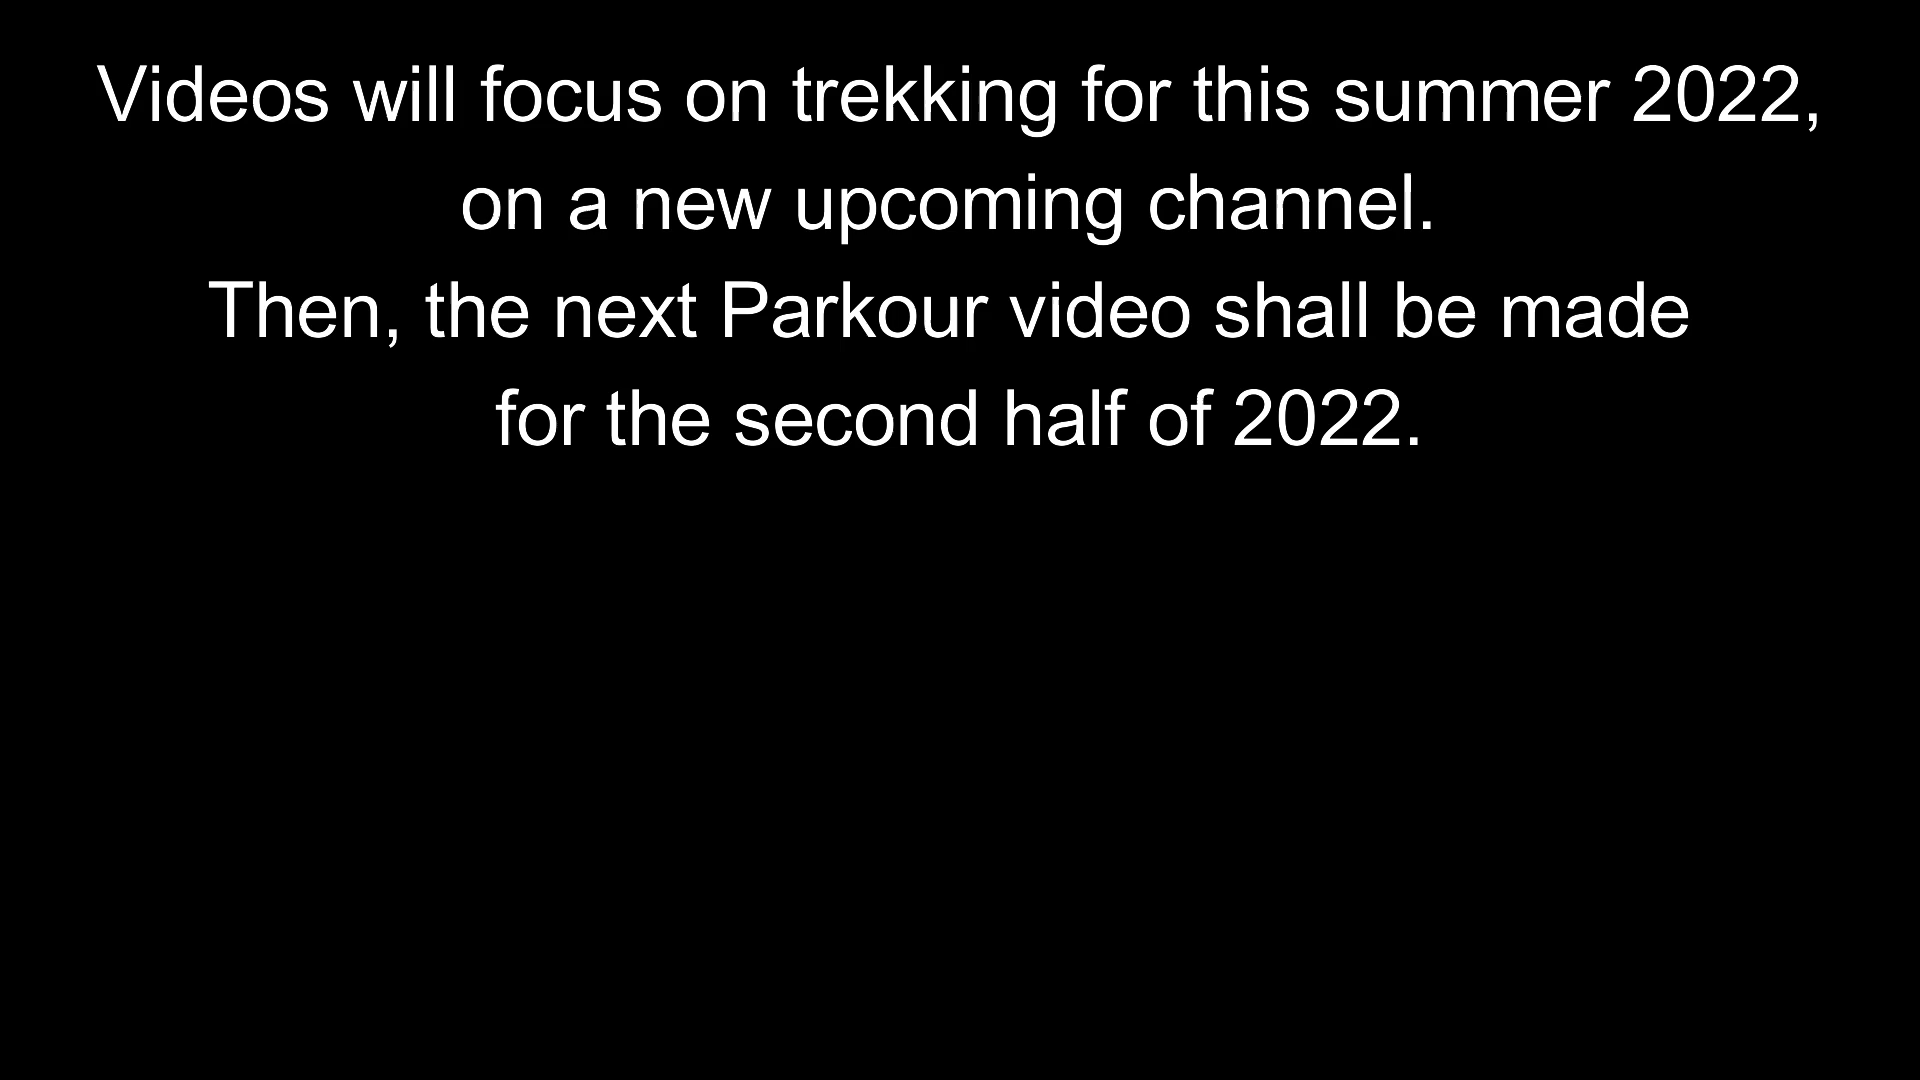 Videos will focus on trekking for this summer 2022,
on a new upcoming channel.
Then, the next Parkour video shall be made
for the second half of 2022.